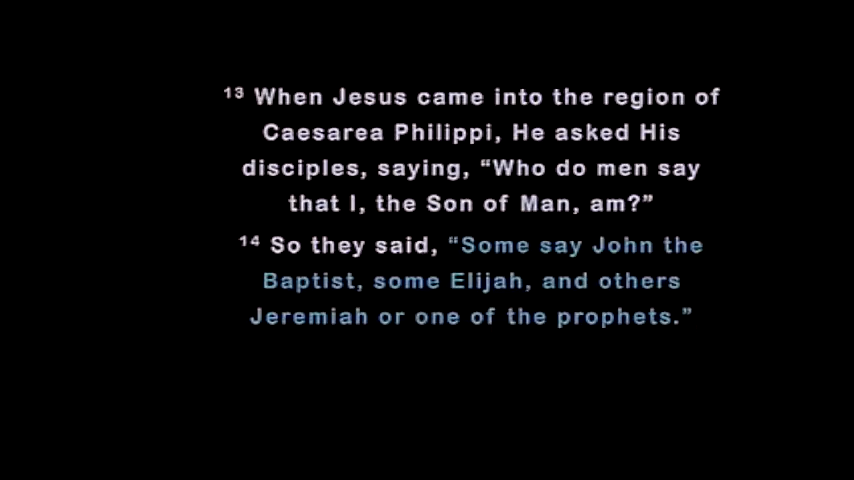 ¹³ When Jesus came into the region of
Caesarea Philippi, He asked His
disciples, saying, “Who do men say
that I, the Son of Man, am?”
¹⁴ So they said, “Some say John the
Baptist, some Elijah, and others
Jeremiah or one of the prophets.”